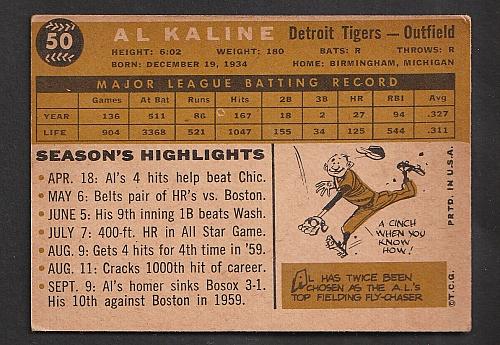 50
AL KALINE Detroit Tigers — Outfield
HEIGHT: 6:02 WEIGHT: 180 BATS: R THROWS: R
BORN: DECEMBER 19, 1934 HOME: BIRMINGHAM, MICHIGAN
MAJOR LEAGUE BATTING RECORD
Games At Bat Runs Hits 2B 3B HR RBI Avg
YEAR 136 511 86 167 18 2 27 94 .327
LIFE 904 3368 521 1047 155 34 125 544 .311
SEASON'S HIGHLIGHTS
• APR. 18: Al's 4 hits help beat Chic.
• MAY 6: Belts pair of HR's vs. Boston.
• JUNE 5: His 9th inning 1B beats Wash.
• JULY 7: 400-ft. HR in All Star Game.
• AUG. 9: Gets 4 hits for 4th time in '59.
• AUG. 11: Cracks 1000th hit of career.
• SEPT. 9: Al's homer sinks Bosox 3-1.
His 10th against Boston in 1959.
A CINCH
WHEN YOU
KNOW
HOW!
AL HAS TWICE BEEN
CHOSEN AS THE A.L.'S
TOP FIELDING FLY-CHASER
©T.C.G. PRTD. IN U.S.A.